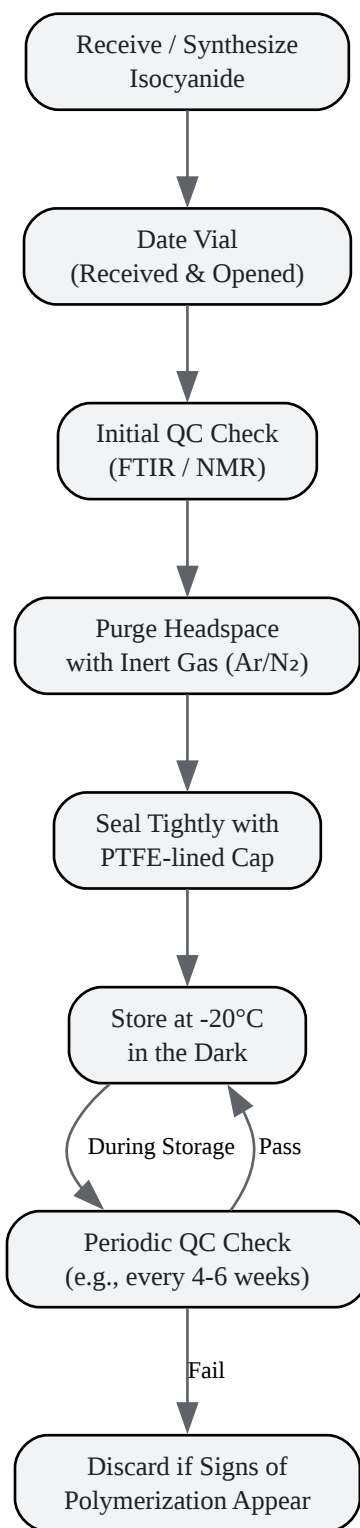 Receive / Synthesize
Isocyanide
Date Vial
(Received & Opened)
Initial QC Check
(FTIR / NMR)
Purge Headspace
with Inert Gas (Ar/N₂)
Seal Tightly with
PTFE-lined Cap
Store at -20°C
in the Dark
During Storage
Pass
Periodic QC Check
(e.g., every 4-6 weeks)
Fail
Discard if Signs of
Polymerization Appear